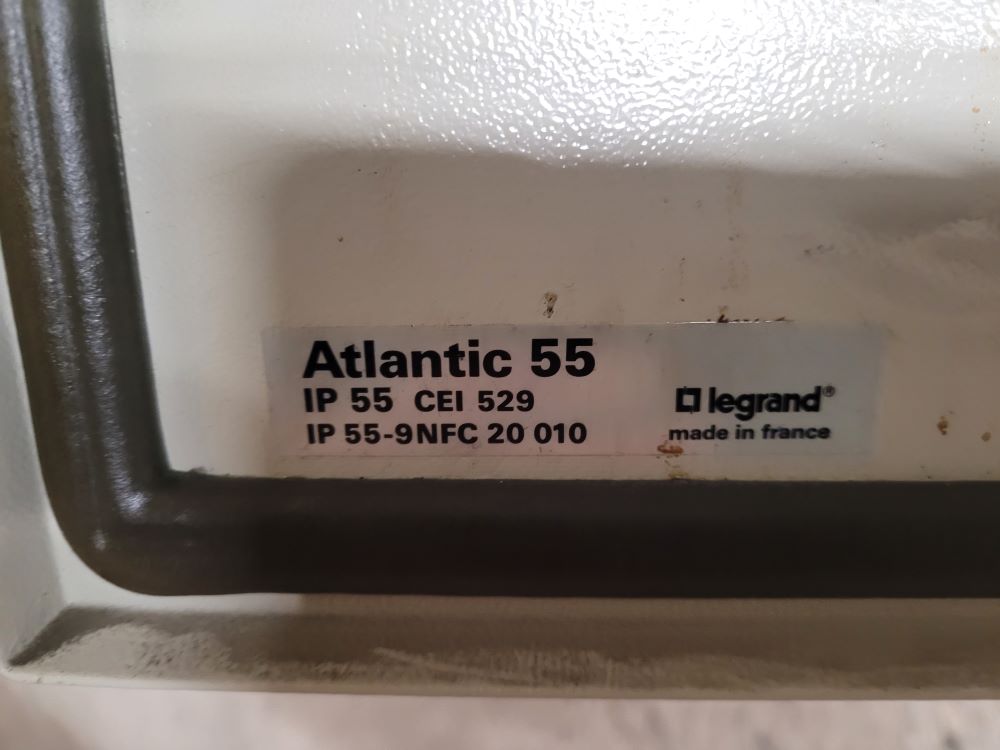 Atlantic 55
IP 55 CEI 529
IP 55-9NFC 20 010
legrand®
made in france